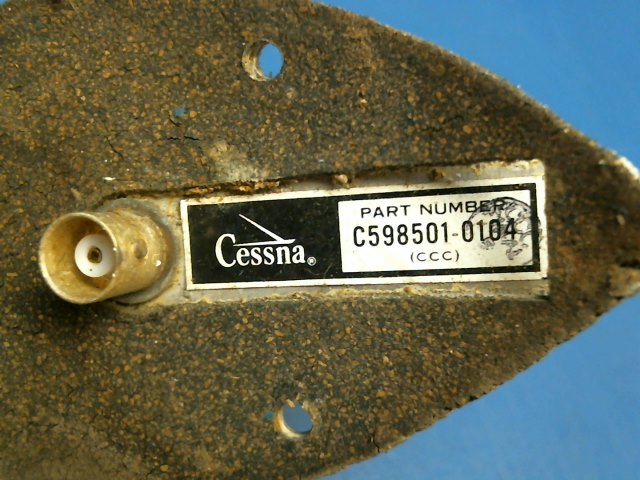 Cessna®
PART NUMBER
C598501-0104
(CCC)